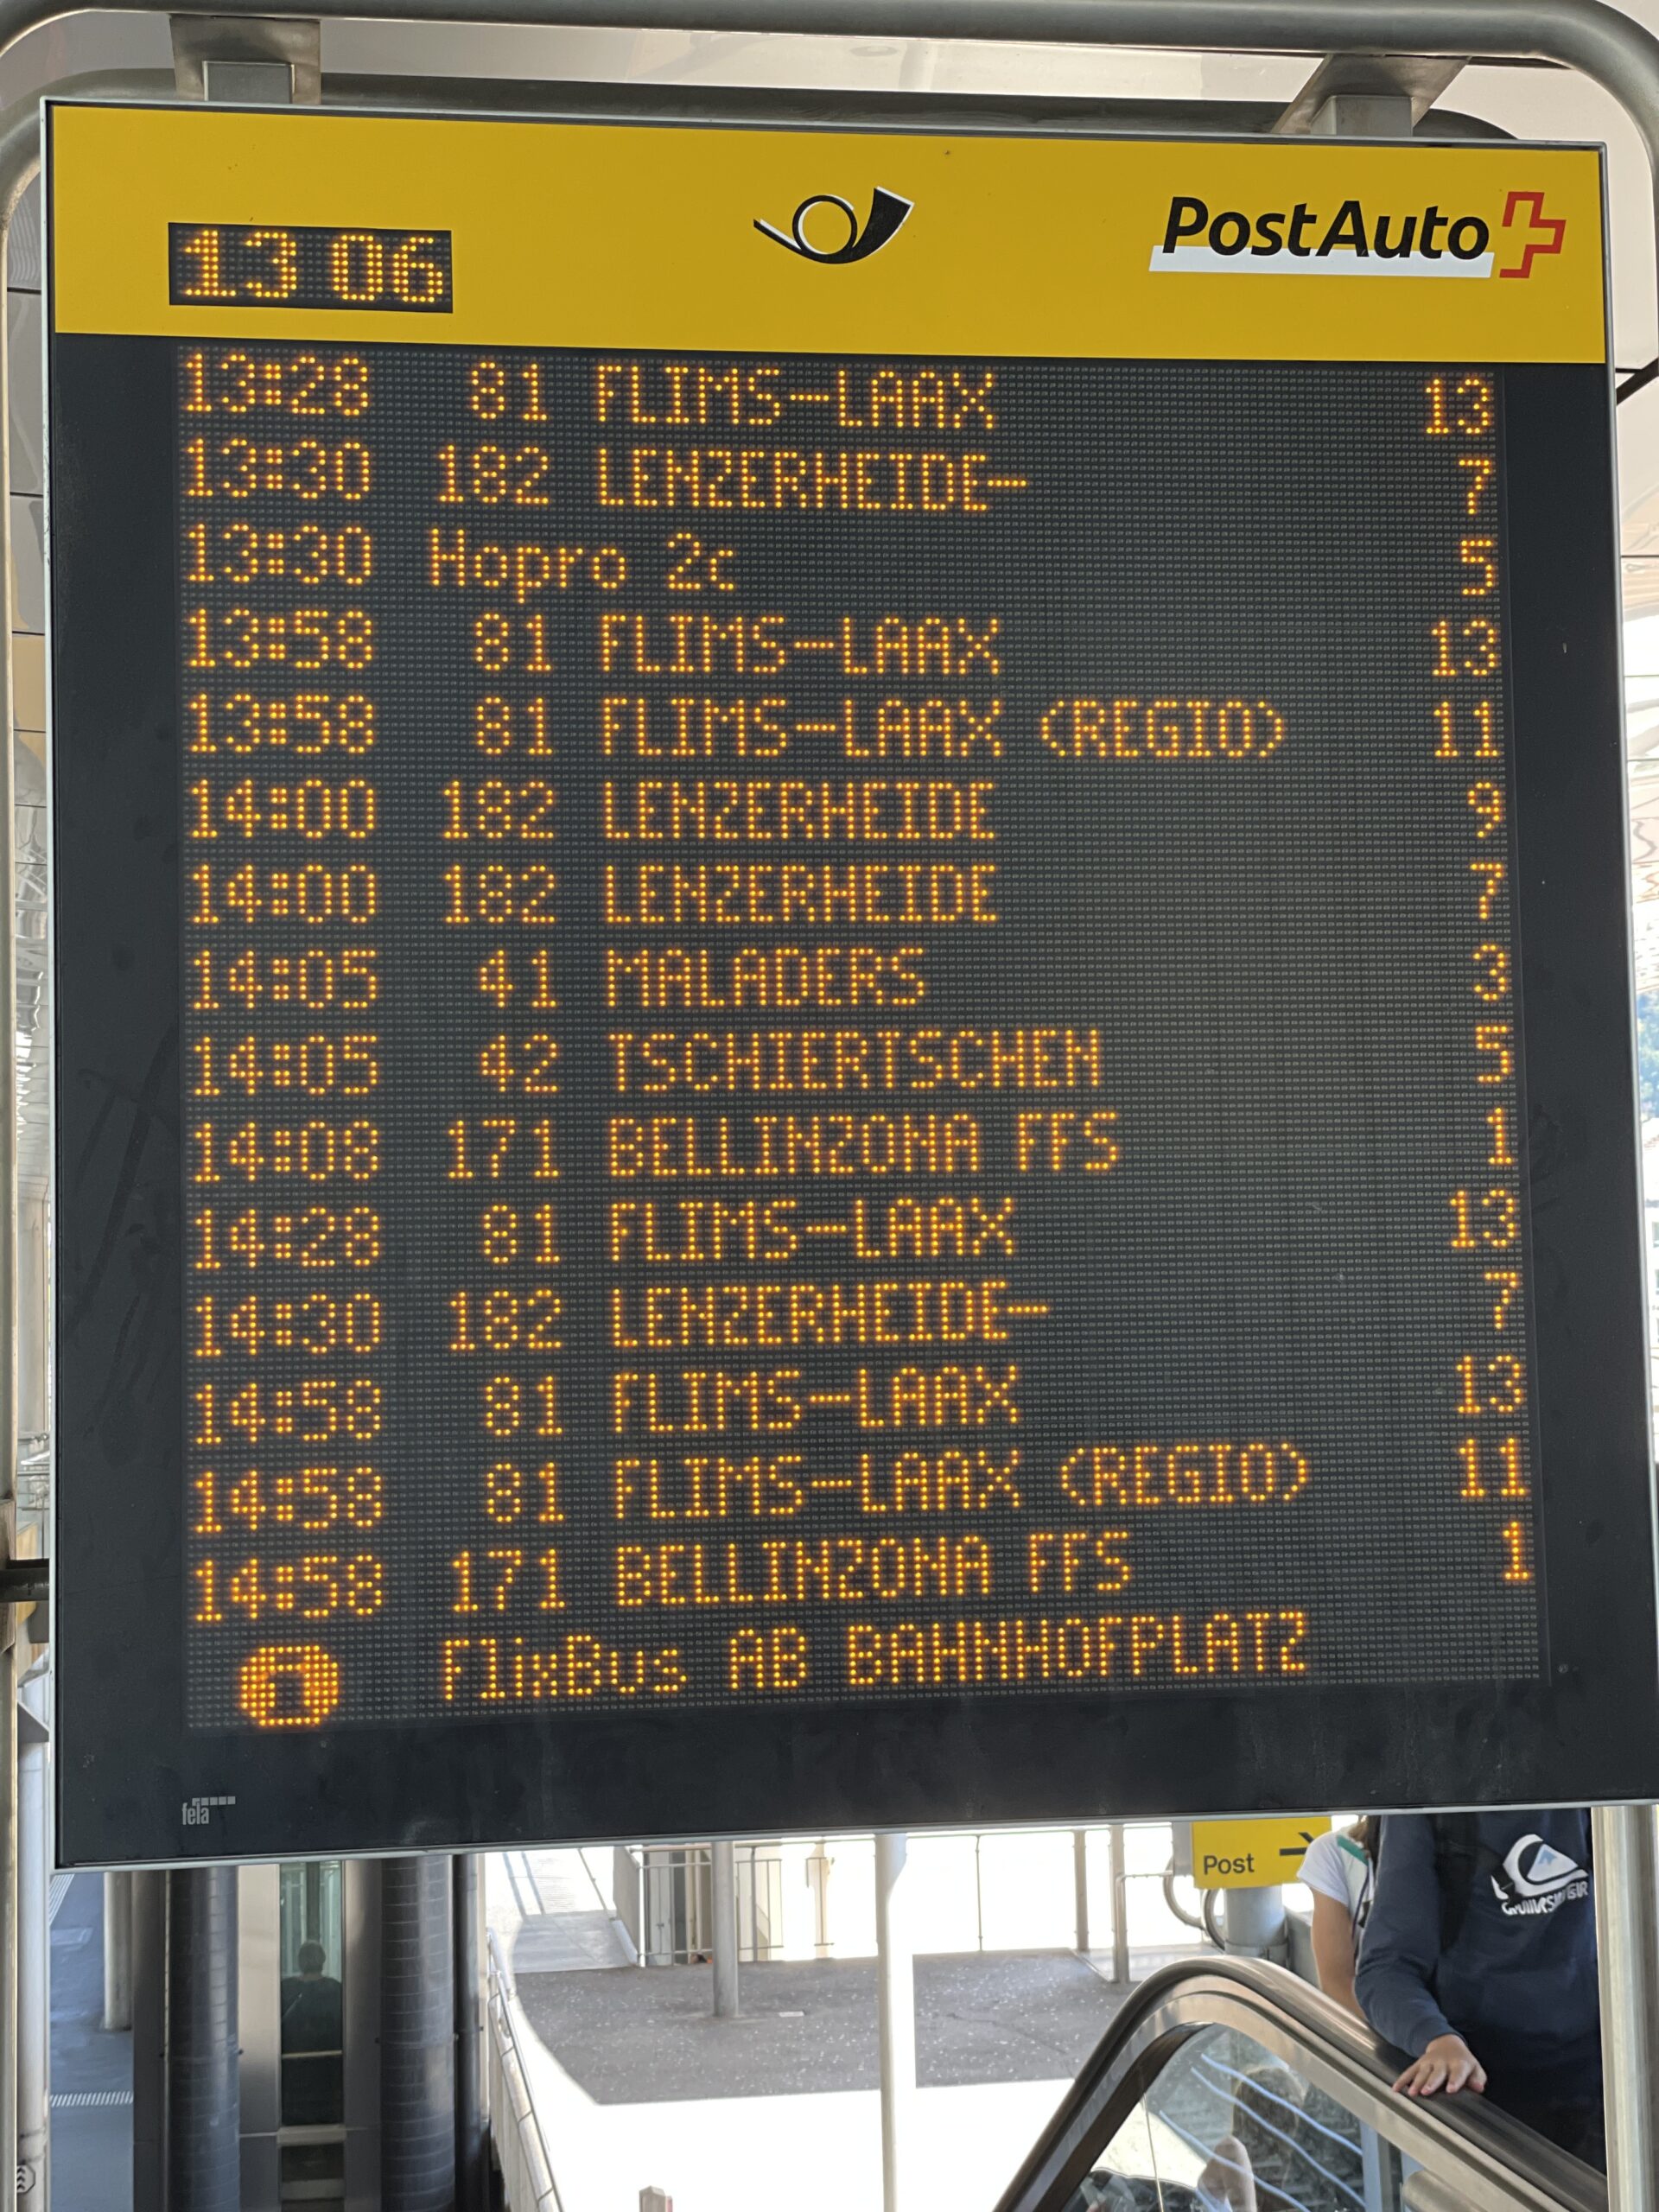 13 06
PostAuto
13:28 81 FLIMS-LAAX 13
13:30 182 LENZERHEIDE- 7
13:30 Hopro 2c 5
13:58 81 FLIMS-LAAX 13
13:58 81 FLIMS-LAAX (REGIO) 11
14:00 182 LENZERHEIDE 9
14:00 182 LENZERHEIDE 7
14:05 41 MALADERS 3
14:05 42 TSCHIERTSCHEN 5
14:08 171 BELLINZONA FFS 1
14:28 81 FLIMS-LAAX 13
14:30 182 LENZERHEIDE- 7
14:58 81 FLIMS-LAAX 13
14:58 81 FLIMS-LAAX (REGIO) 11
14:58 171 BELLINZONA FFS 1
FlixBus AB BAHNHOFPLATZ
fela
Post